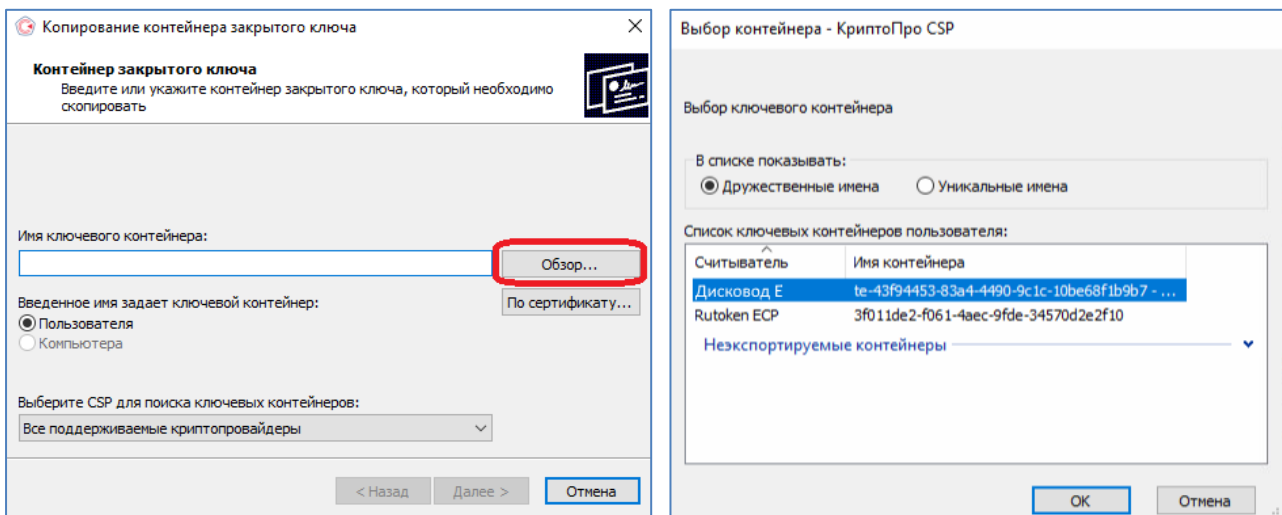 Копирование контейнера закрытого ключа
Контейнер закрытого ключа
Введите или укажите контейнер закрытого ключа, который необходимо
скопировать
Имя ключевого контейнера:
Обзор...
Введенное имя задает ключевой контейнер:
По сертификату...
Пользователя
Компьютера
Выберите CSP для поиска ключевых контейнеров:
Все поддерживаемые криптопровайдеры
< Назад Далее > Отмена
Выбор контейнера - КриптоПро CSP
Выбор ключевого контейнера
В списке показывать:
Дружественные имена Уникальные имена
Список ключевых контейнеров пользователя:
Считыватель Имя контейнера
Дисковод E te-43f94453-83a4-4490-9c1c-10be68f1b9b7 - ...
Rutoken ECP 3f011de2-f061-4aec-9fde-34570d2e2f10
Неэкспортируемые контейнеры
OK Отмена